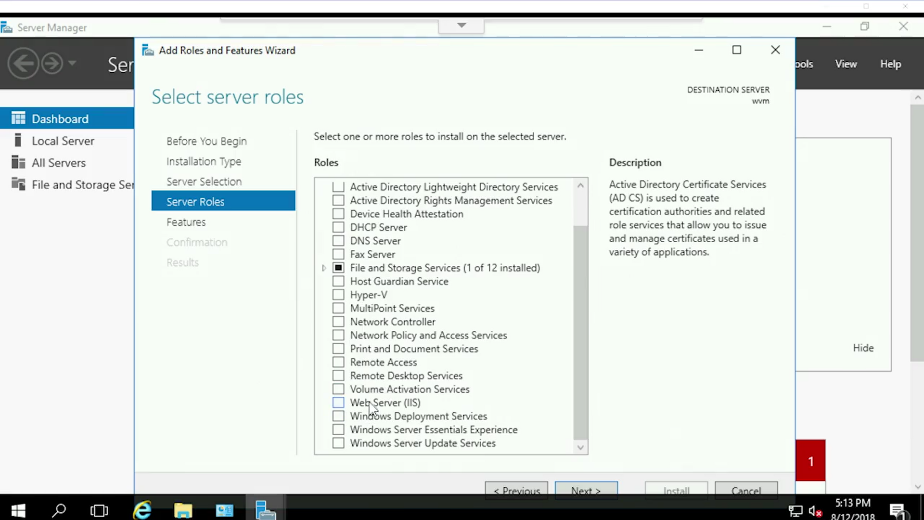 Server Manager
Ser
ools
View
Help
Dashboard
Local Server
All Servers
File and Storage Ser
Hide
1
Add Roles and Features Wizard
Select server roles
DESTINATION SERVER
wvm
Before You Begin
Installation Type
Server Selection
Server Roles
Features
Confirmation
Results
Select one or more roles to install on the selected server.
Roles
Active Directory Lightweight Directory Services
Active Directory Rights Management Services
Device Health Attestation
DHCP Server
DNS Server
Fax Server
File and Storage Services (1 of 12 installed)
Host Guardian Service
Hyper-V
MultiPoint Services
Network Controller
Network Policy and Access Services
Print and Document Services
Remote Access
Remote Desktop Services
Volume Activation Services
Web Server (IIS)
Windows Deployment Services
Windows Server Essentials Experience
Windows Server Update Services
Description
Active Directory Certificate Services
(AD CS) is used to create
certification authorities and related
role services that allow you to issue
and manage certificates used in a
variety of applications.
< Previous
Next >
Install
Cancel
5:13 PM
8/12/2018
1